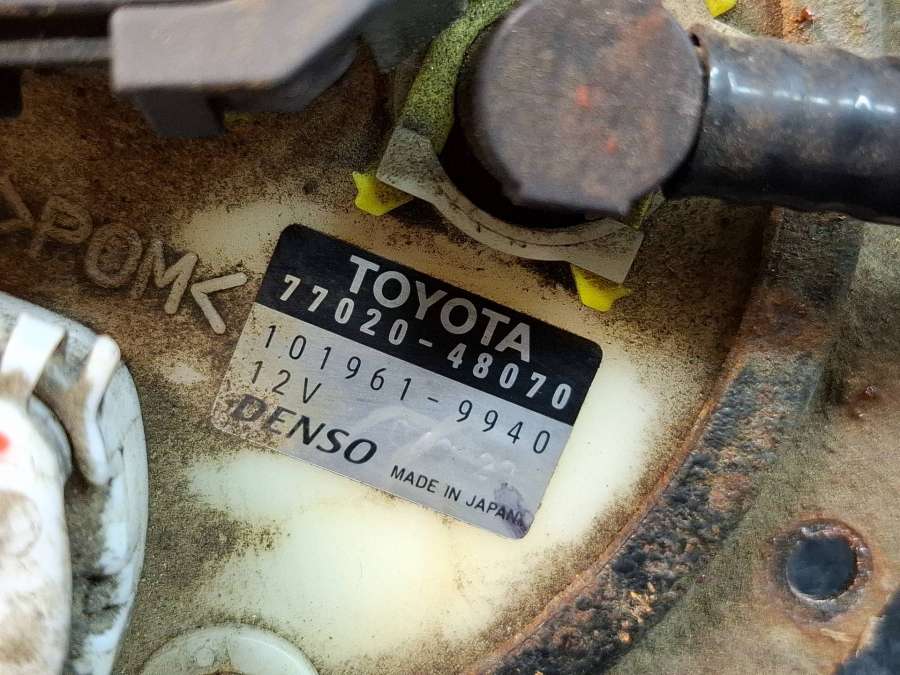 >POM<
TOYOTA
77020-48070
101961-9940
12V
DENSO
MADE IN JAPAN